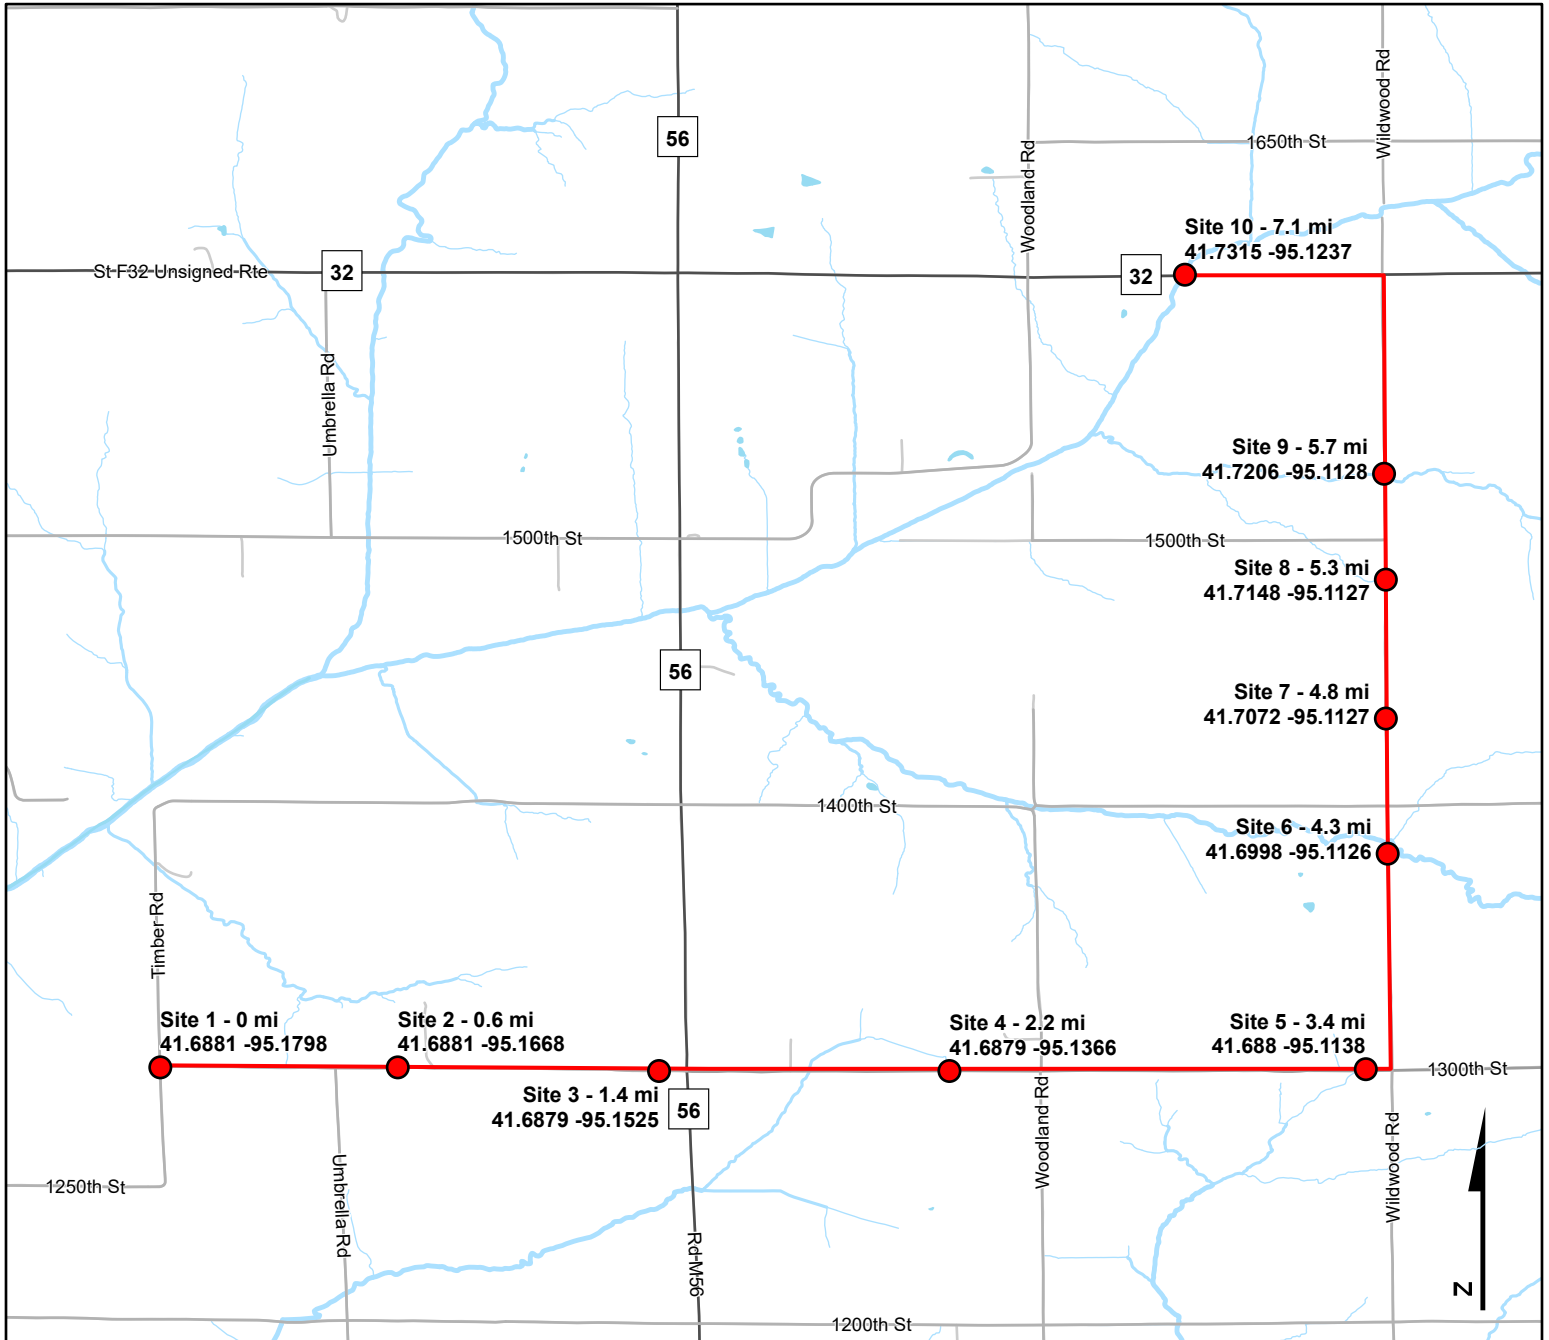 56
1650th St
Wildwood Rd
Woodland Rd
Site 10 - 7.1 mi
41.7315 -95.1237
St F32 Unsigned Rte
32
32
Umbrella Rd
Site 9 - 5.7 mi
41.7206 -95.1128
1500th St
1500th St
Site 8 - 5.3 mi
41.7148 -95.1127
56
Site 7 - 4.8 mi
41.7072 -95.1127
1400th St
Site 6 - 4.3 mi
41.6998 -95.1126
Timber Rd
Site 1 - 0 mi
41.6881 -95.1798
Site 2 - 0.6 mi
41.6881 -95.1668
Site 4 - 2.2 mi
41.6879 -95.1366
Site 5 - 3.4 mi
41.688 -95.1138
1300th St
Site 3 - 1.4 mi
41.6879 -95.1525
56
Woodland Rd
Wildwood Rd
1250th St
Umbrella Rd
Rd M56
N
1200th St